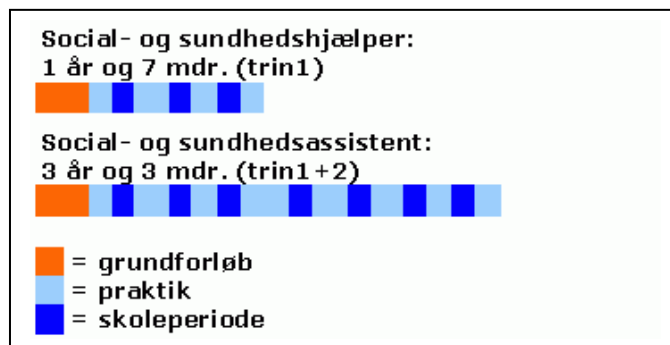 Social- og sundhedshjælper:
1 år og 7 mdr. (trin1)
Social- og sundhedsassistent:
3 år og 3 mdr. (trin1+2)
= grundforløb
= praktik
= skoleperiode